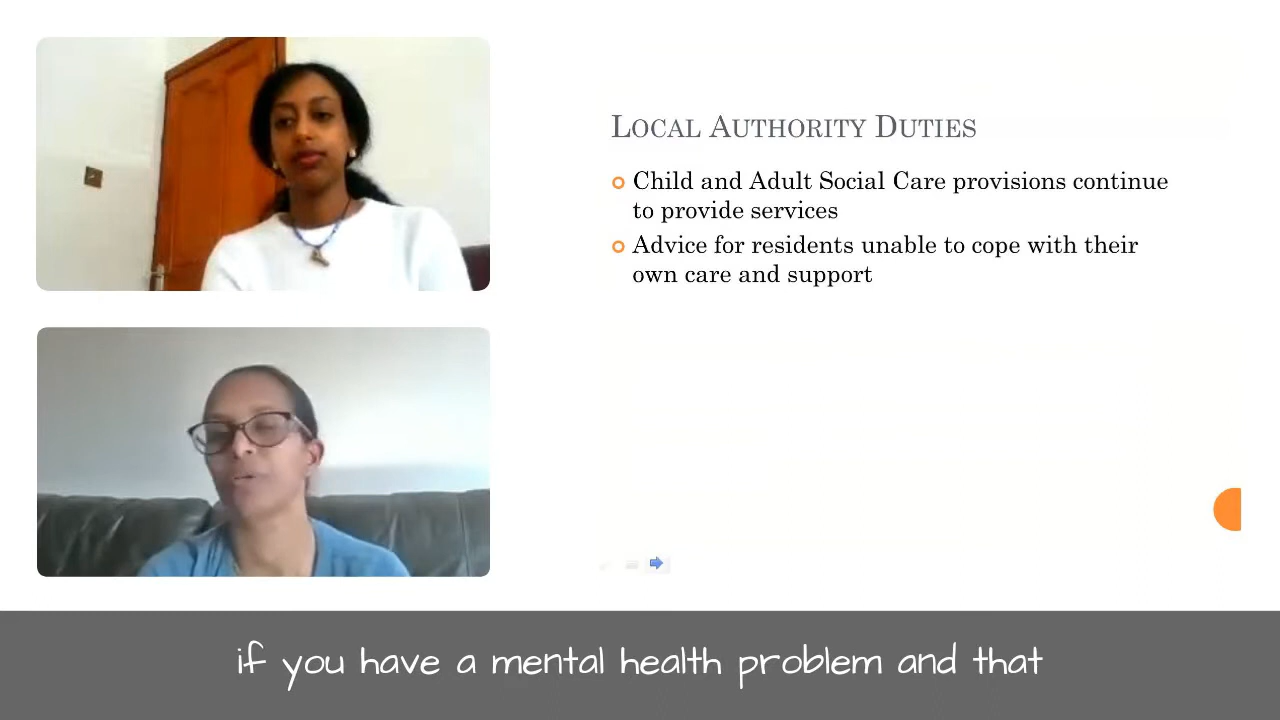 Local Authority Duties
Child and Adult Social Care provisions continue
to provide services
Advice for residents unable to cope with their
own care and support
if you have a mental health problem and that